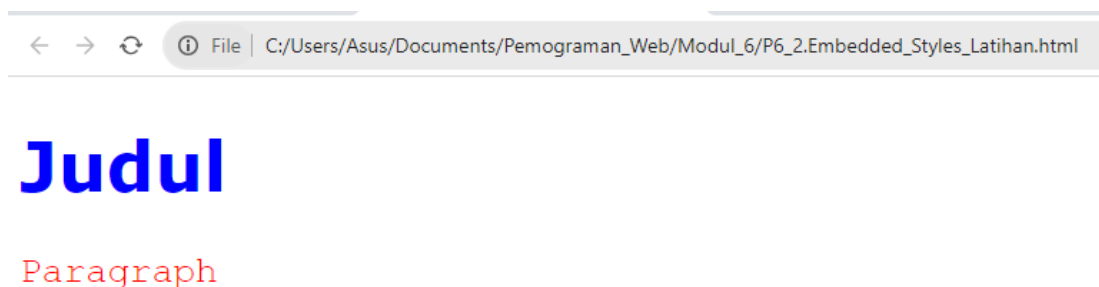 File C:/Users/Asus/Documents/Pemograman_Web/Modul_6/P6_2.Embedded_Styles_Latihan.html
Judul
Paragraph